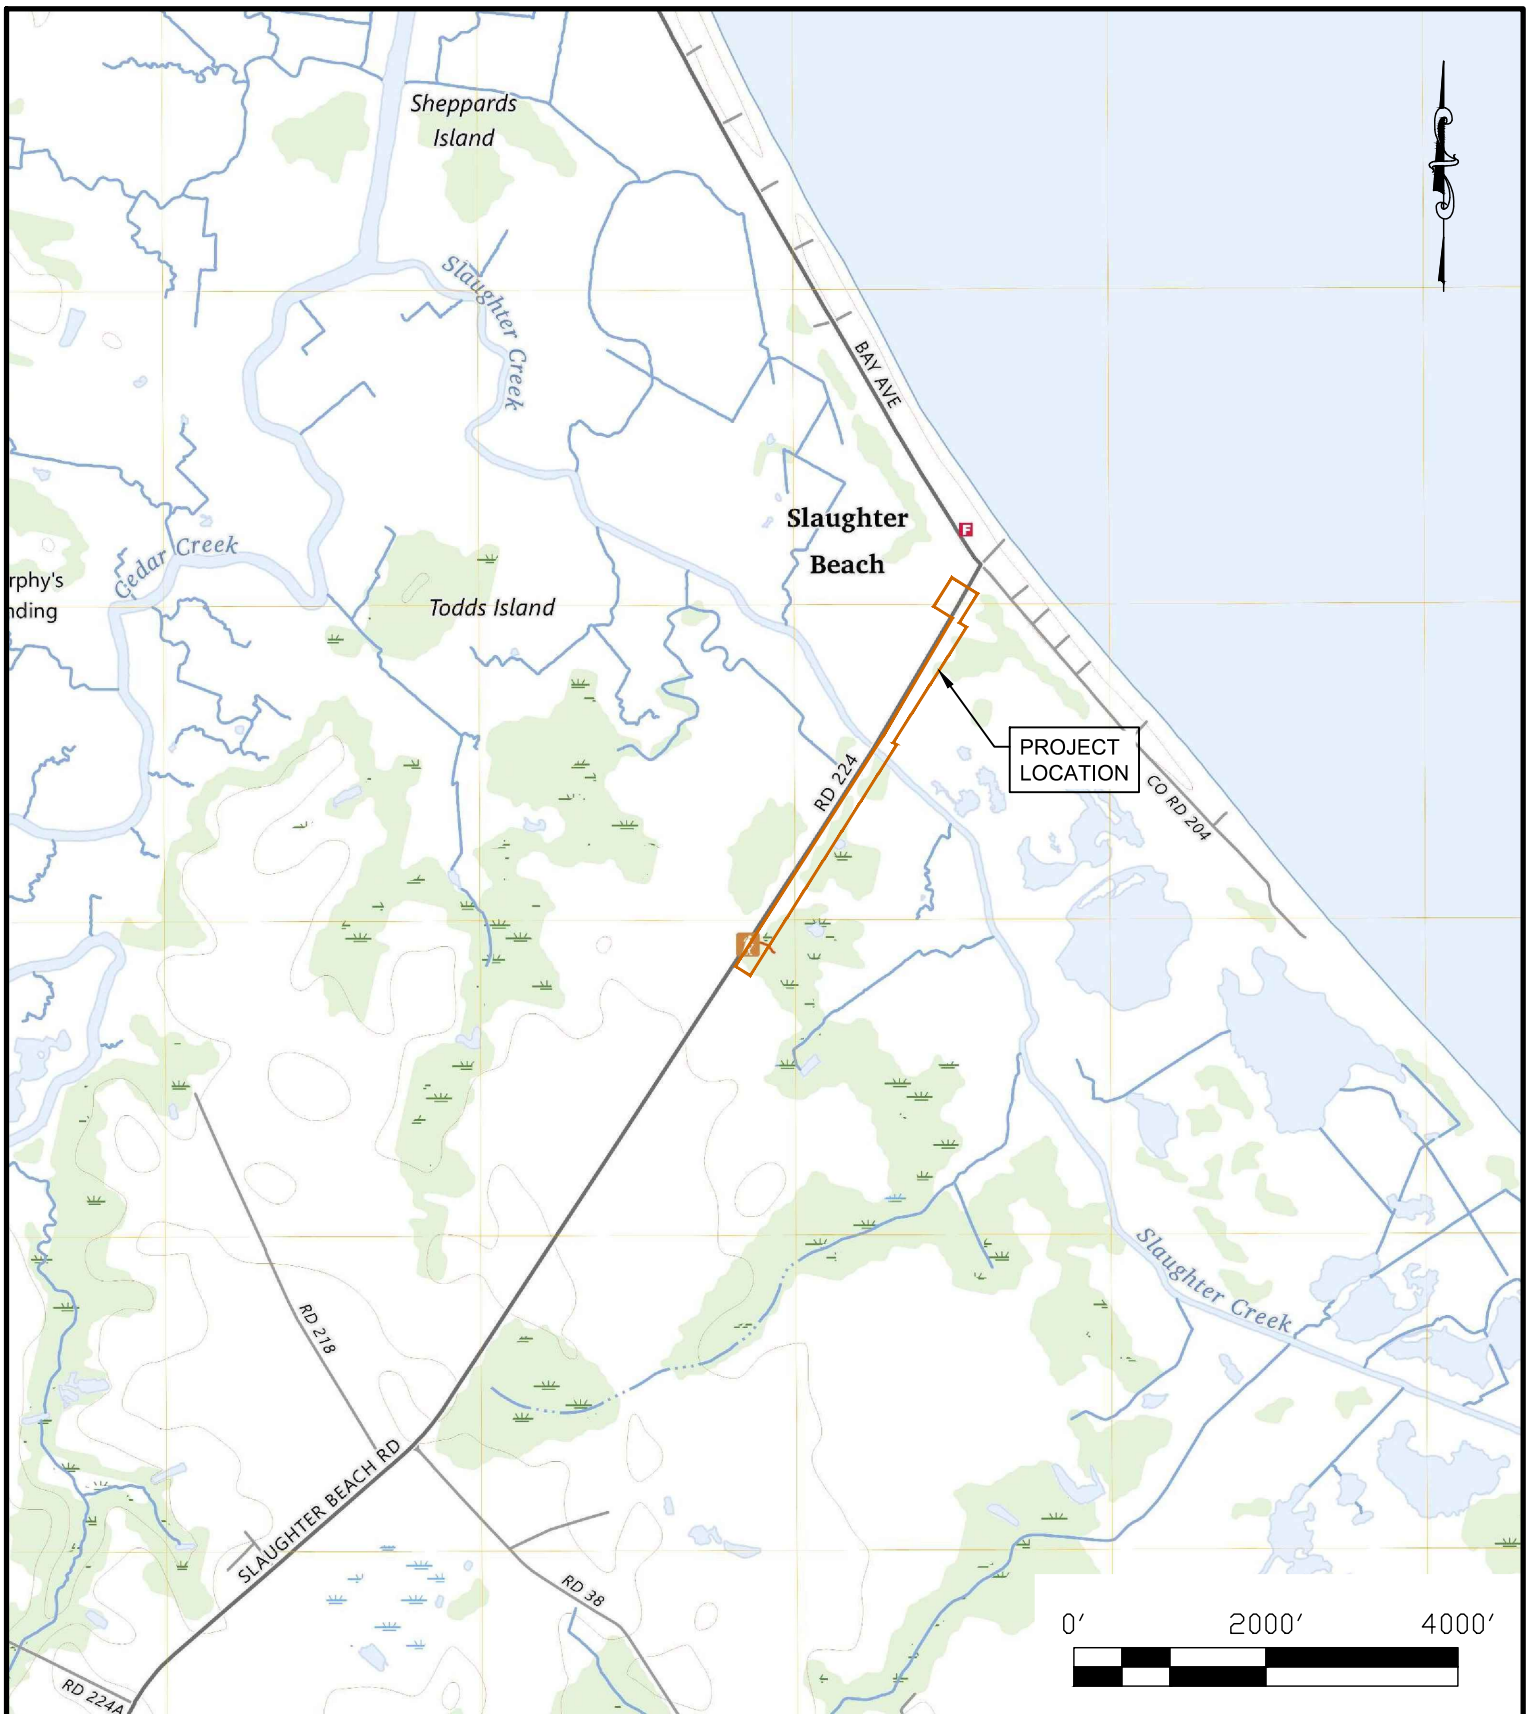 Sheppards
Island
Slaughter Creek
BAY AVE
Slaughter
Beach
F
Cedar Creek
rphy's
nding
Todds Island
PROJECT
LOCATION
RD 224
CO RD 204
Slaughter Creek
RD 218
SLAUGHTER BEACH RD
RD 38
RD 224A
0' 2000' 4000'